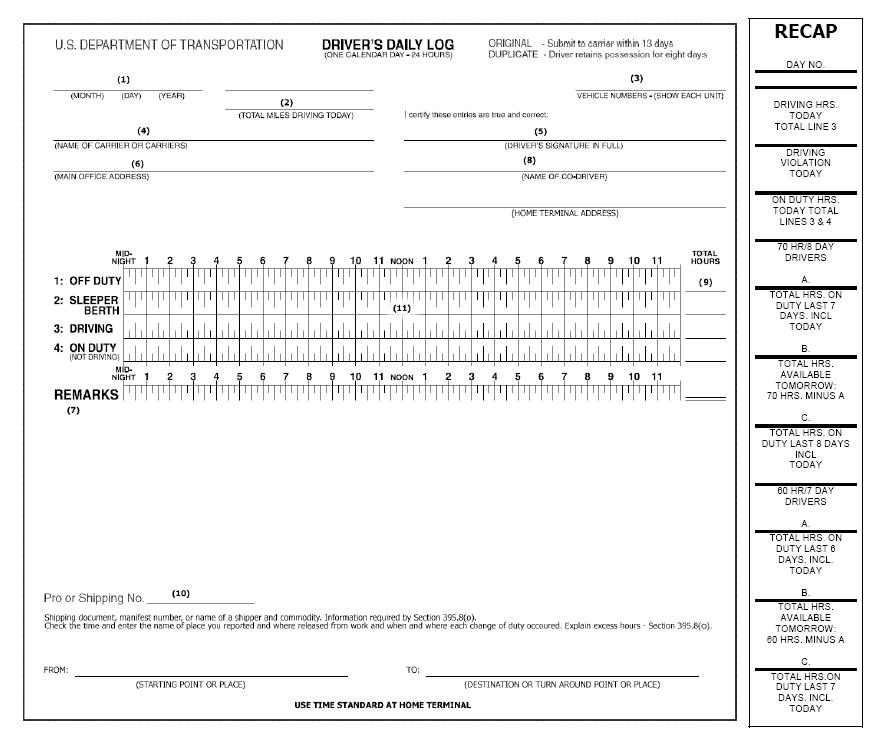 U.S. DEPARTMENT OF TRANSPORTATION
DRIVER'S DAILY LOG
(ONE CALENDAR DAY - 24 HOURS)
ORIGINAL - Submit to carrier within 13 days
DUPLICATE - Driver retains possession for eight days
(1)
(MONTH) (DAY) (YEAR)
(2)
(TOTAL MILES DRIVING TODAY)
(3)
VEHICLE NUMBERS - (SHOW EACH UNIT)
I certify these entries are true and correct:
(4)
(NAME OF CARRIER OR CARRIERS)
(5)
(DRIVER'S SIGNATURE IN FULL)
(6)
(MAIN OFFICE ADDRESS)
(8)
(NAME OF CO-DRIVER)
(HOME TERMINAL ADDRESS)
MID-
NIGHT 1 2 3 4 5 6 7 8 9 10 11 NOON 1 2 3 4 5 6 7 8 9 10 11
TOTAL
HOURS
1: OFF DUTY
(9)
2: SLEEPER
BERTH
(11)
3: DRIVING
4: ON DUTY
(NOT DRIVING)
MID-
NIGHT 1 2 3 4 5 6 7 8 9 10 11 NOON 1 2 3 4 5 6 7 8 9 10 11
REMARKS
(7)
Pro or Shipping No. (10)
Shipping document, manifest number, or name of a shipper and commodity. Information required by Section 395.8(o).
Check the time and enter the name of place you reported and where released from work and when and where each change of duty occoured. Explain excess hours - Section 395.8(o).
FROM:
(STARTING POINT OR PLACE)
TO:
(DESTINATION OR TURN AROUND POINT OR PLACE)
USE TIME STANDARD AT HOME TERMINAL
RECAP
DAY NO.
DRIVING HRS.
TODAY
TOTAL LINE 3
DRIVING
VIOLATION
TODAY
ON DUTY HRS.
TODAY TOTAL
LINES 3 & 4
70 HR/8 DAY
DRIVERS
A.
TOTAL HRS. ON
DUTY LAST 7
DAYS. INCL
TODAY
B.
TOTAL HRS.
AVAILABLE
TOMORROW:
70 HRS. MINUS A
C.
TOTAL HRS. ON
DUTY LAST 8 DAYS
INCL
TODAY
60 HR/7 DAY
DRIVERS
A.
TOTAL HRS. ON
DUTY LAST 6
DAYS. INCL.
TODAY
B.
TOTAL HRS.
AVAILABLE
TOMORROW:
60 HRS. MINUS A
C.
TOTAL HRS.ON
DUTY LAST 7
DAYS. INCL.
TODAY